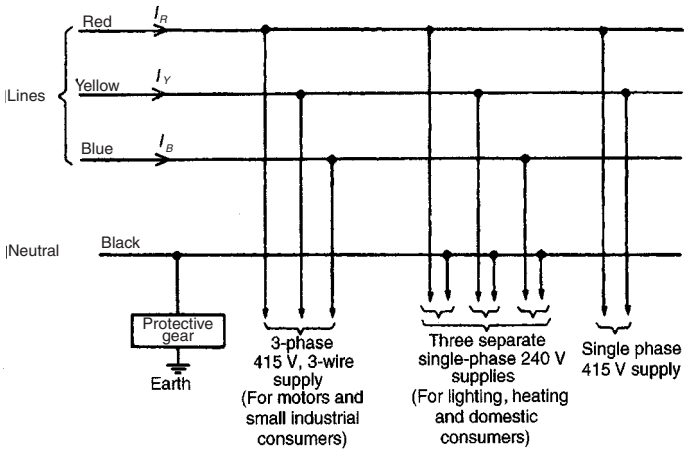 Red
I_R
Yellow
I_Y
Lines
Blue
I_B
Neutral
Black
Protective
gear
Earth
3-phase
415 V, 3-wire
supply
(For motors and
small industrial
consumers)
Three separate
single-phase 240 V
supplies
(For lighting, heating
and domestic
consumers)
Single phase
415 V supply